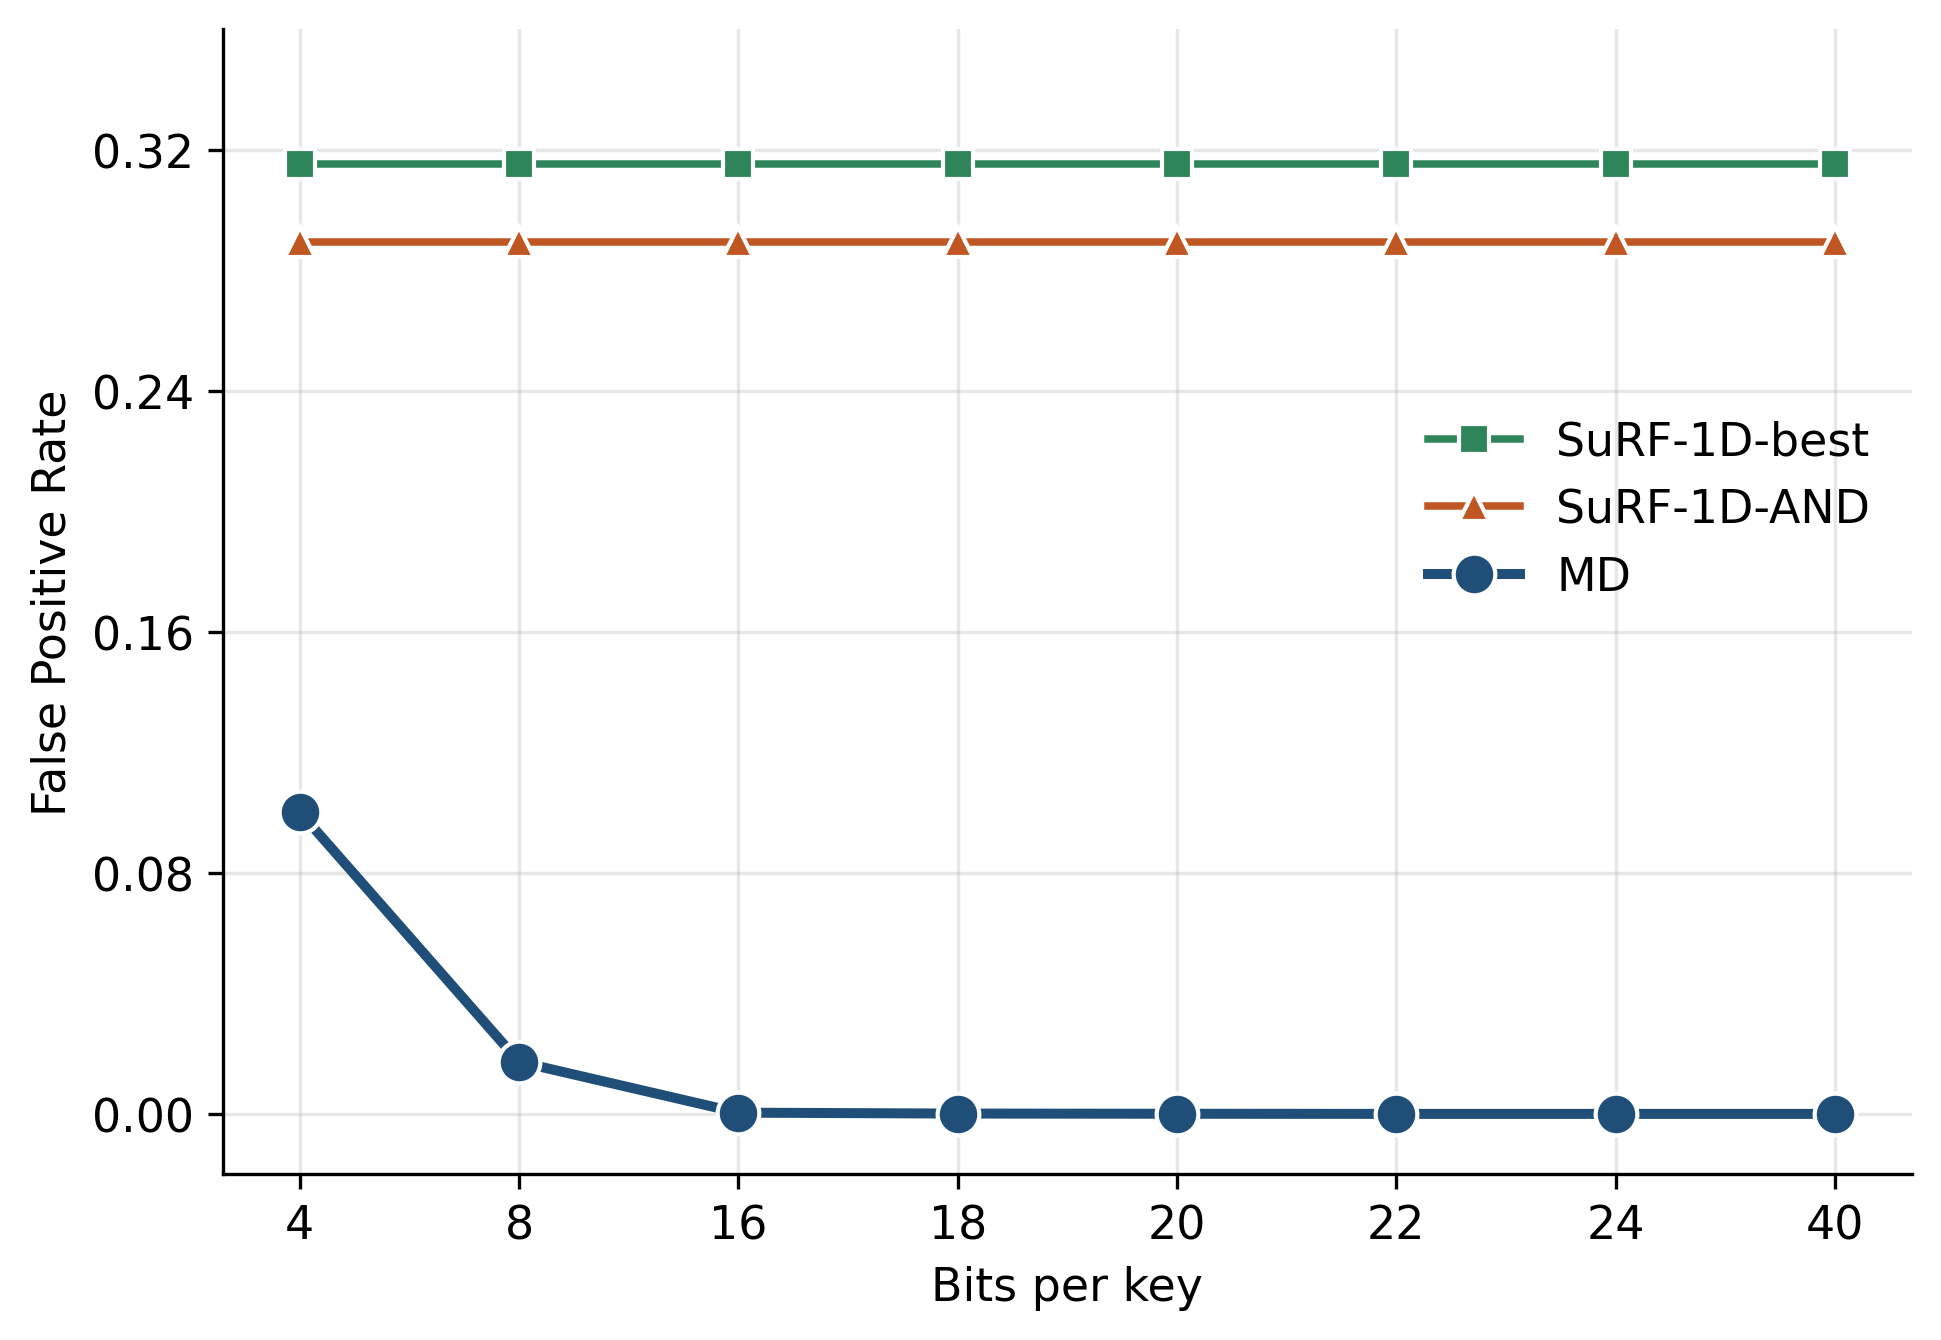 0.32
0.24
0.16
0.08
0.00
False Positive Rate
SuRF-1D-best
SuRF-1D-AND
MD
4 8 16 18 20 22 24 40
Bits per key